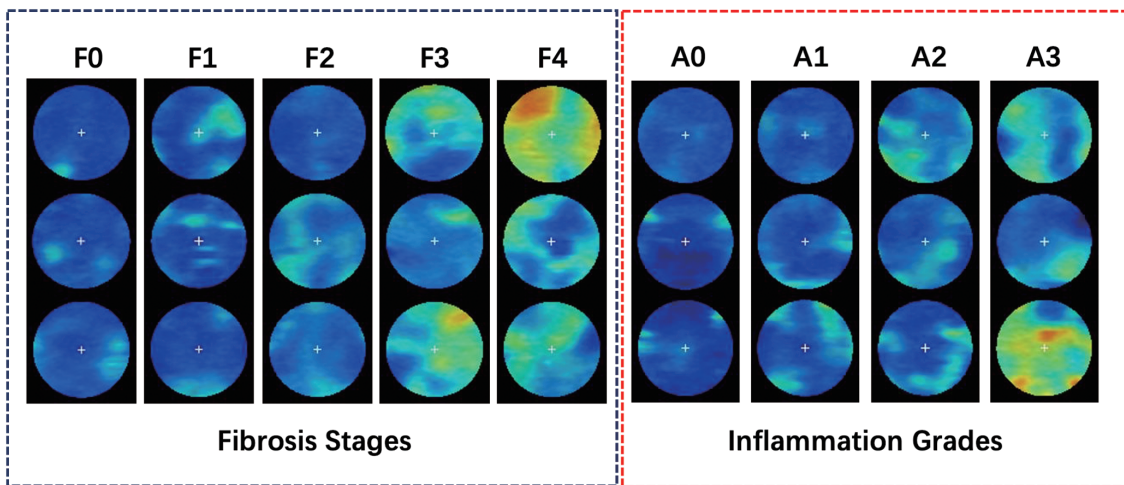 F0 F1 F2 F3 F4 A0 A1 A2 A3
Fibrosis Stages
Inflammation Grades